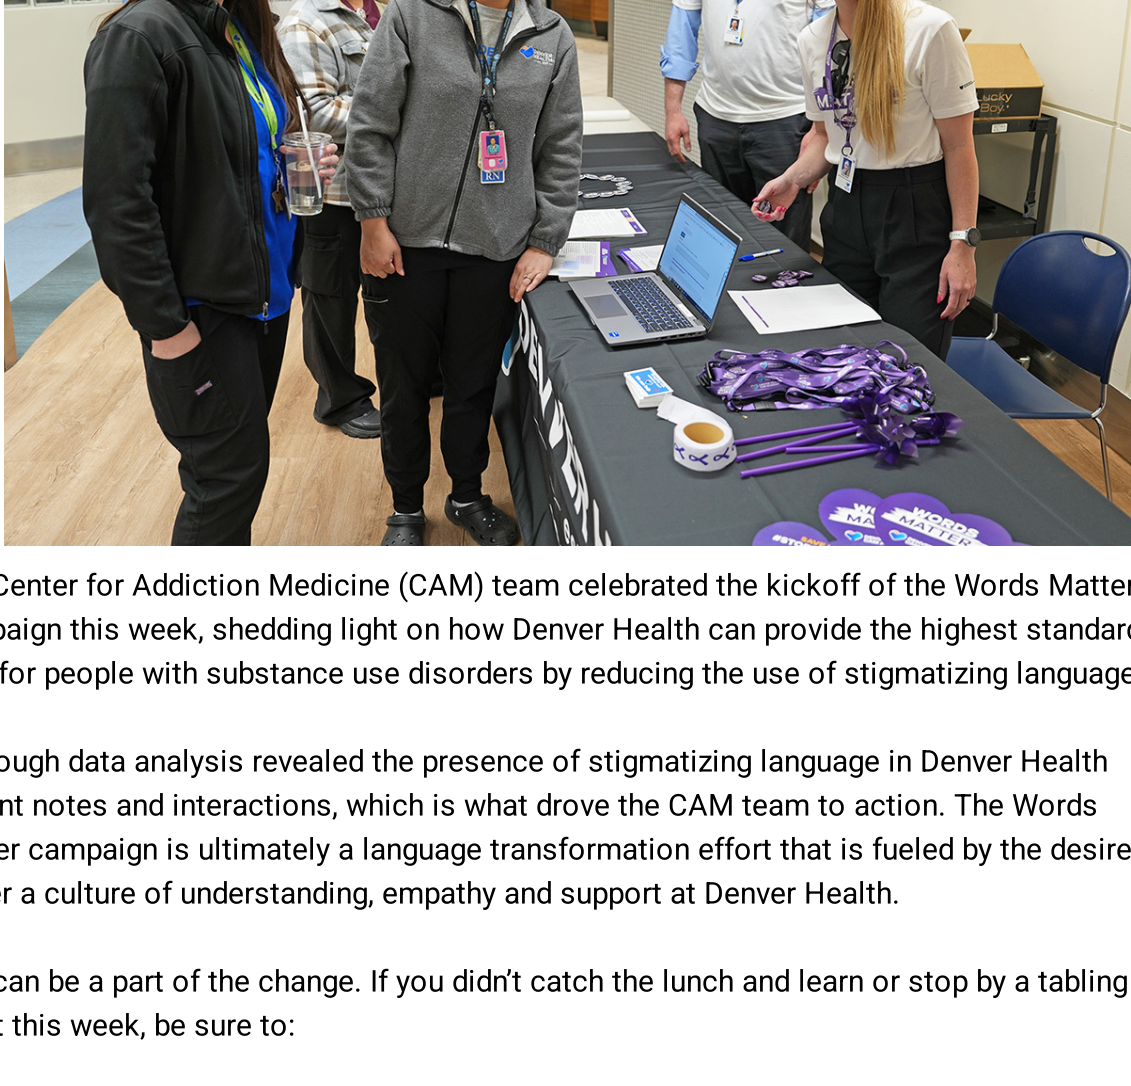 DENVER
HEALTH
RN
MAT
Lucky
Boy
DENVER
WORDS
MATTER
Center for Addiction Medicine (CAM) team celebrated the kickoff of the Words Matter
paign this week, shedding light on how Denver Health can provide the highest standard
for people with substance use disorders by reducing the use of stigmatizing language
ough data analysis revealed the presence of stigmatizing language in Denver Health
nt notes and interactions, which is what drove the CAM team to action. The Words
er campaign is ultimately a language transformation effort that is fueled by the desire
er a culture of understanding, empathy and support at Denver Health.
can be a part of the change. If you didn’t catch the lunch and learn or stop by a tabling
t this week, be sure to: